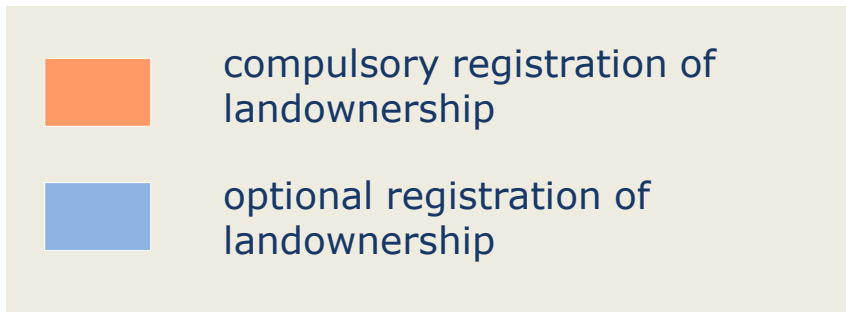 compulsory registration of
landownership
optional registration of
landownership